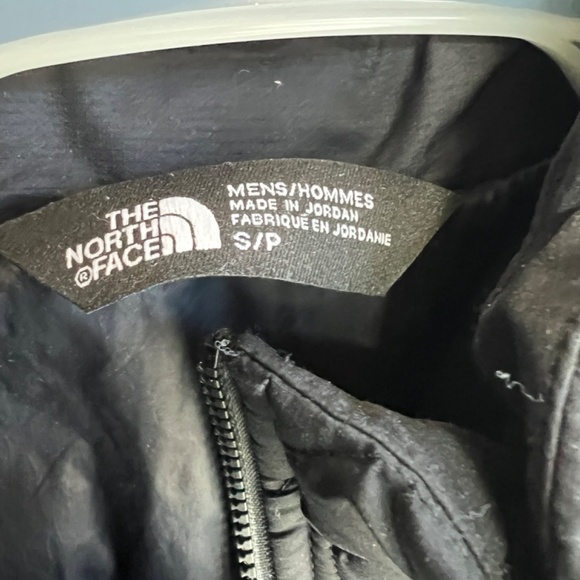 THE
NORTH
® FACE
MENS/HOMMES
MADE IN JORDAN
FABRIQUÉ EN JORDANIE
S/P